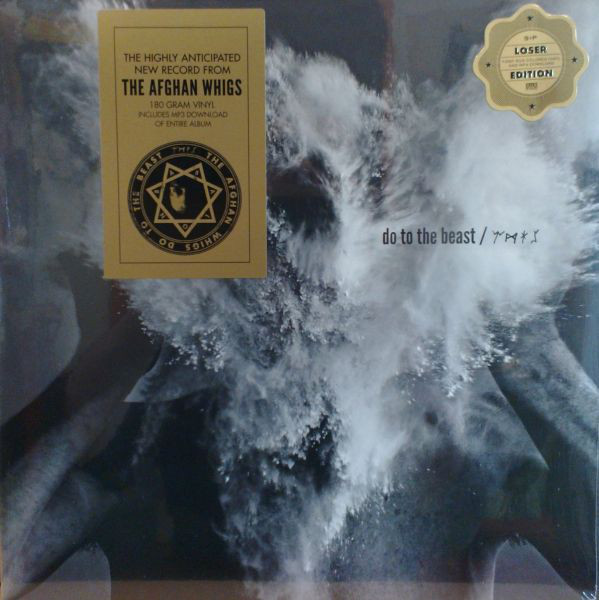 THE HIGHLY ANTICIPATED
NEW RECORD FROM
THE AFGHAN WHIGS
180 GRAM VINYL
INCLUDES MP3 DOWNLOAD
OF ENTIRE ALBUM
DO TO THE BEAST THE AFGHAN WHIGS
S·P
LOSER
EDITION
do to the beast /